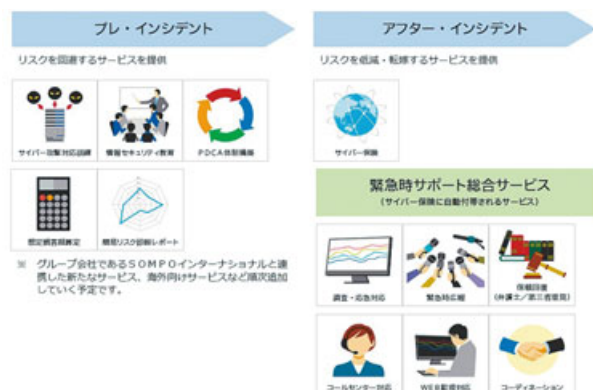 プレ・インシデント
リスクを回避するサービスを提供
サイバー攻撃対応訓練
情報セキュリティ教育
PDCA体制構築
想定損害額算定
簡易リスク診断レポート
※ グループ会社であるSOMPOインターナショナルと連
携した新たなサービス、海外向けサービスなど順次追加
していく予定です。
アフター・インシデント
リスクを低減・転嫁するサービスを提供
サイバー保険
緊急時サポート総合サービス
（サイバー保険に自動付帯されるサービス）
調査・応急対応
緊急時広報
信頼回復
（弁護士／第三者機関）
コールセンター対応
WEB監視対応
コーディネーション